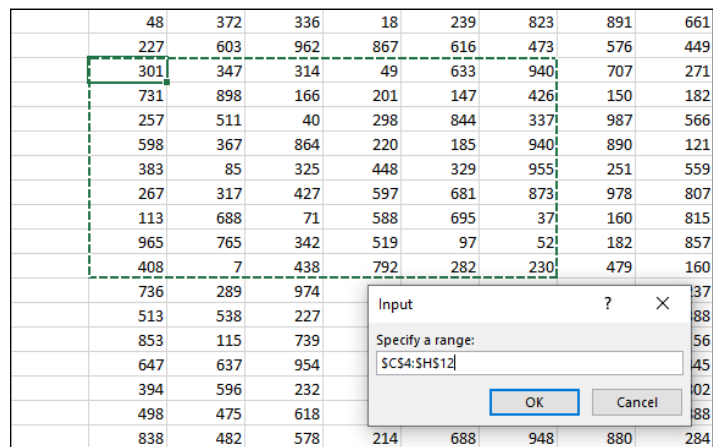 48 372 336 18 239 823 891 661
227 603 962 867 616 473 576 449
301 347 314 49 633 940 707 271
731 898 166 201 147 426 150 182
257 511 40 298 844 337 987 566
598 367 864 220 185 940 890 121
383 85 325 448 329 955 251 559
267 317 427 597 681 873 978 807
113 688 71 588 695 37 160 815
965 765 342 519 97 52 182 857
408 7 438 792 282 230 479 160
736 289 974
Input ? ×
513 538 227
Specify a range:
853 115 739
$C$4:$H$12
647 637 954
394 596 232
OK Cancel
498 475 618
838 482 578 214 688 948 880 284